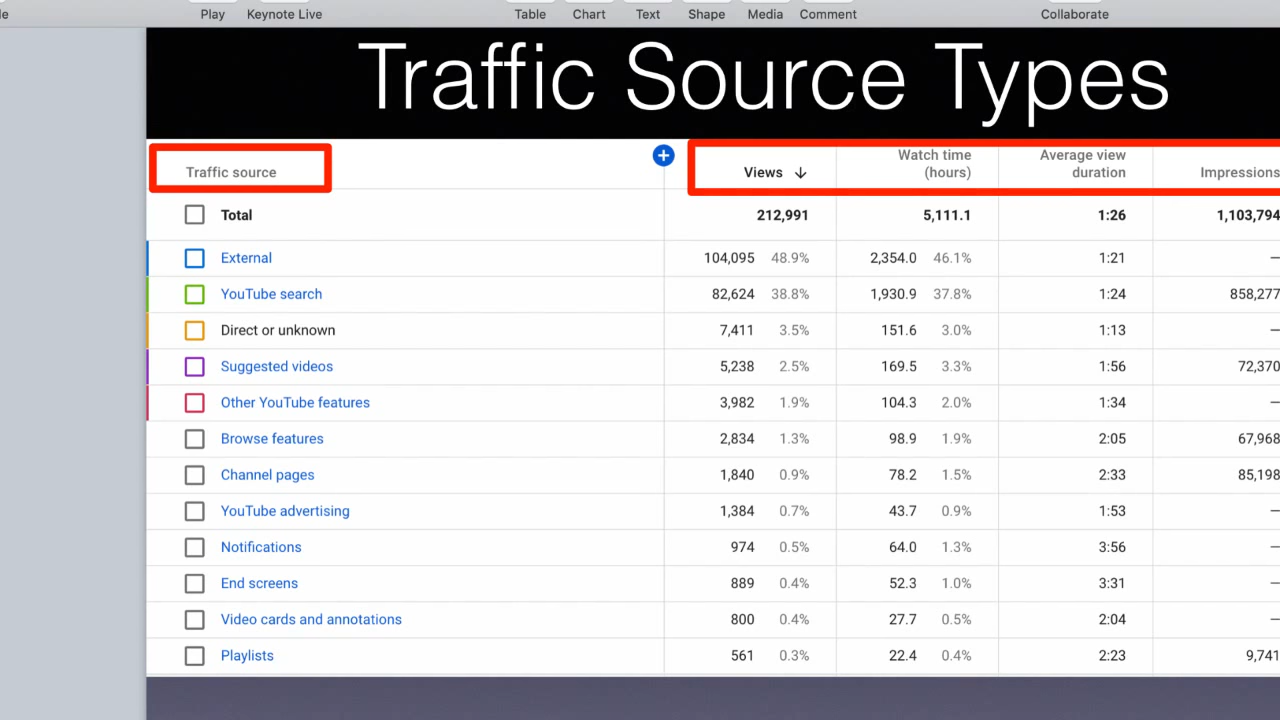 le Play Keynote Live Table Chart Text Shape Media Comment Collaborate
Traffic Source Types
Traffic source Views ↓ Watch time (hours) Average view duration Impressions
Total 212,991 5,111.1 1:26 1,103,794
External 104,095 48.9% 2,354.0 46.1% 1:21 —
YouTube search 82,624 38.8% 1,930.9 37.8% 1:24 858,277
Direct or unknown 7,411 3.5% 151.6 3.0% 1:13 —
Suggested videos 5,238 2.5% 169.5 3.3% 1:56 72,370
Other YouTube features 3,982 1.9% 104.3 2.0% 1:34 —
Browse features 2,834 1.3% 98.9 1.9% 2:05 67,968
Channel pages 1,840 0.9% 78.2 1.5% 2:33 85,198
YouTube advertising 1,384 0.7% 43.7 0.9% 1:53 —
Notifications 974 0.5% 64.0 1.3% 3:56 —
End screens 889 0.4% 52.3 1.0% 3:31 —
Video cards and annotations 800 0.4% 27.7 0.5% 2:04 —
Playlists 561 0.3% 22.4 0.4% 2:23 9,741